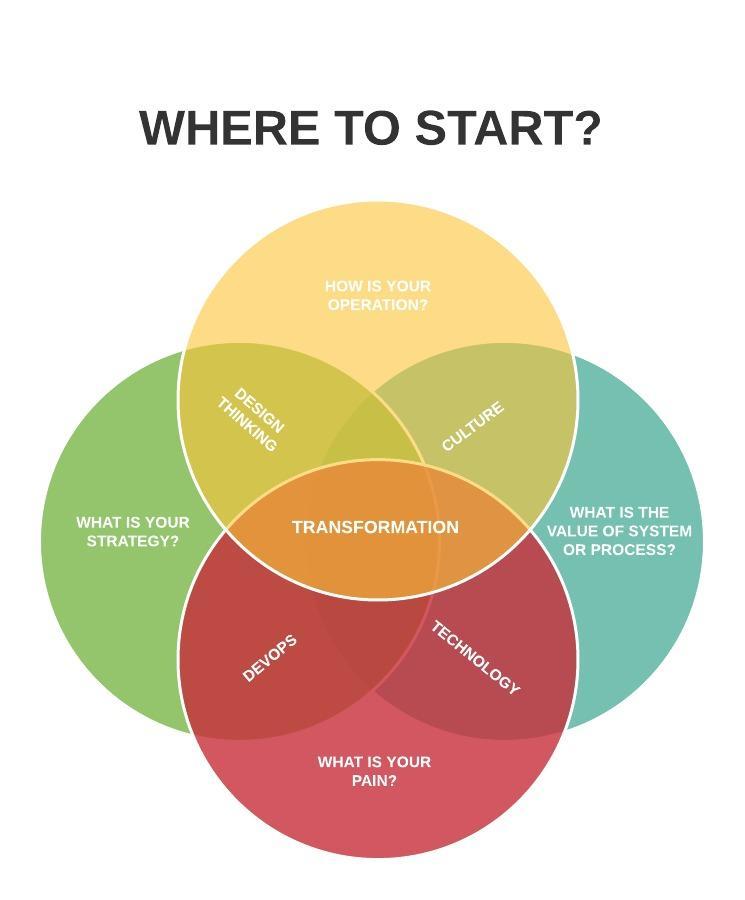 WHERE TO START?
HOW IS YOUR
OPERATION?
DESIGN
THINKING
CULTURE
WHAT IS YOUR
STRATEGY?
TRANSFORMATION
WHAT IS THE
VALUE OF SYSTEM
OR PROCESS?
DEVOPS
TECHNOLOGY
WHAT IS YOUR
PAIN?